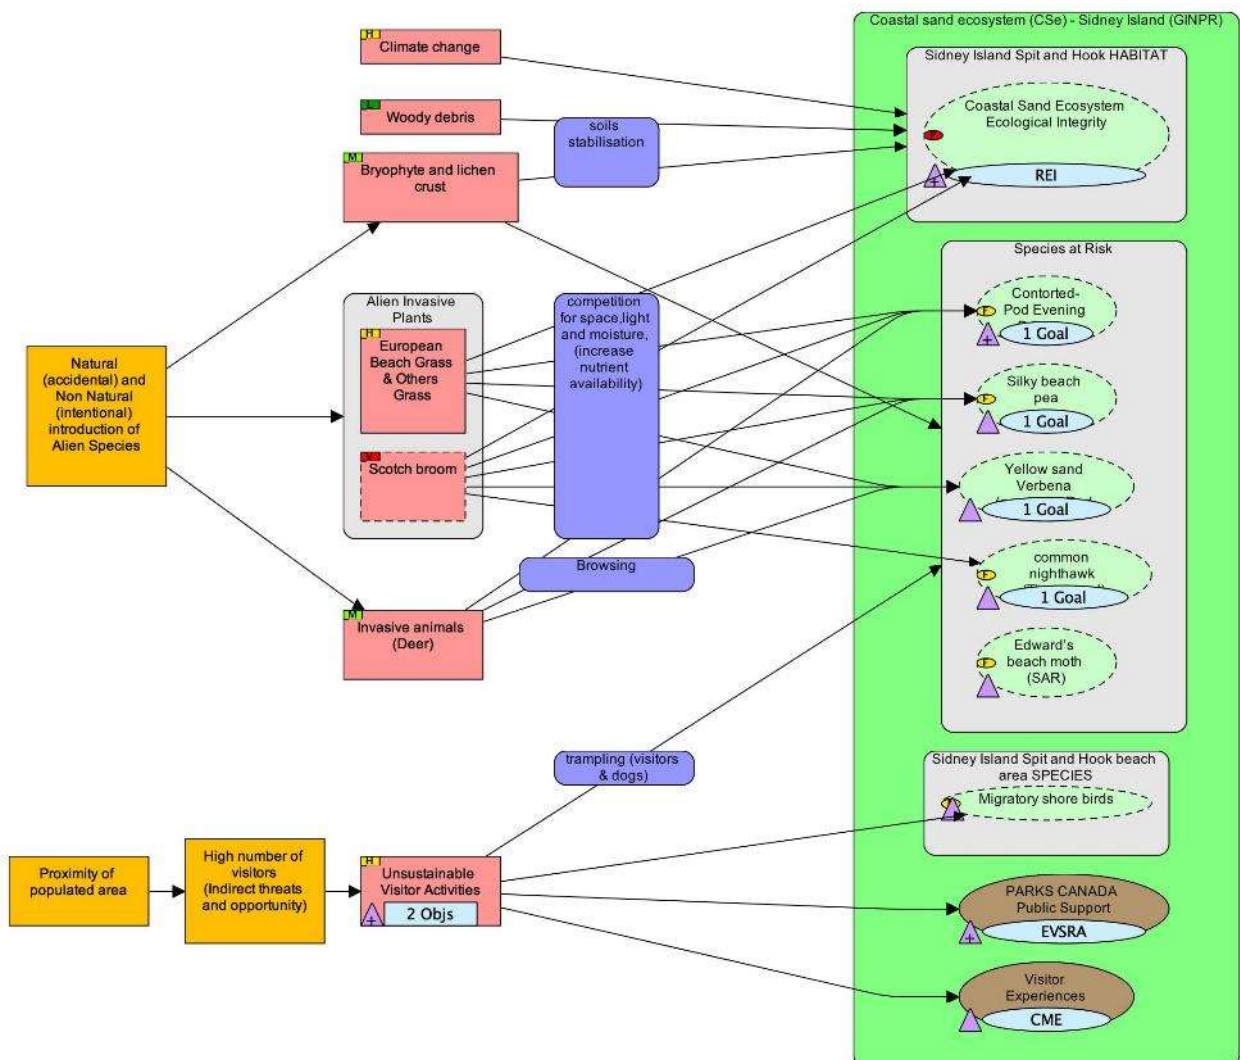 Coastal sand ecosystem (CSe) - Sidney Island (GINPR)
H
Climate change
L
Woody debris
M
Bryophyte and lichen
crust
soils
stabilisation
Sidney Island Spit and Hook HABITAT
Coastal Sand Ecosystem
Ecological Integrity
REI
+
Species at Risk
Contorted-
Pod Evening
F
1 Goal
+
Silky beach
pea
F
1 Goal
Yellow sand
Verbena
1 Goal
common
nighthawk
F
1 Goal
Edward's
beach moth
(SAR)
F
Natural
(accidental) and
Non Natural
(intentional)
introduction of
Alien Species
Alien Invasive
Plants
H
European
Beach Grass
& Others
Grass
V
Scotch broom
competition
for space,light
and moisture,
(increase
nutrient
availability)
Browsing
M
Invasive animals
(Deer)
trampling (visitors
& dogs)
Sidney Island Spit and Hook beach
area SPECIES
Migratory shore birds
Proximity of
populated area
High number of
visitors
(Indirect threats
and opportunity)
H
Unsustainable
Visitor Activities
2 Objs
+
PARKS CANADA
Public Support
EVSRA
+
Visitor
Experiences
CME